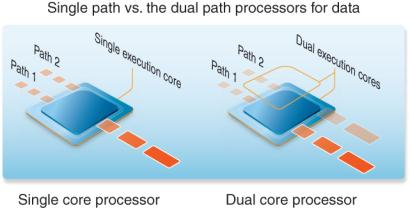 Single path vs. the dual path processors for data
Path 2
Path 1
Single execution core
Path 2
Path 1
Dual execution cores
Single core processor
Dual core processor